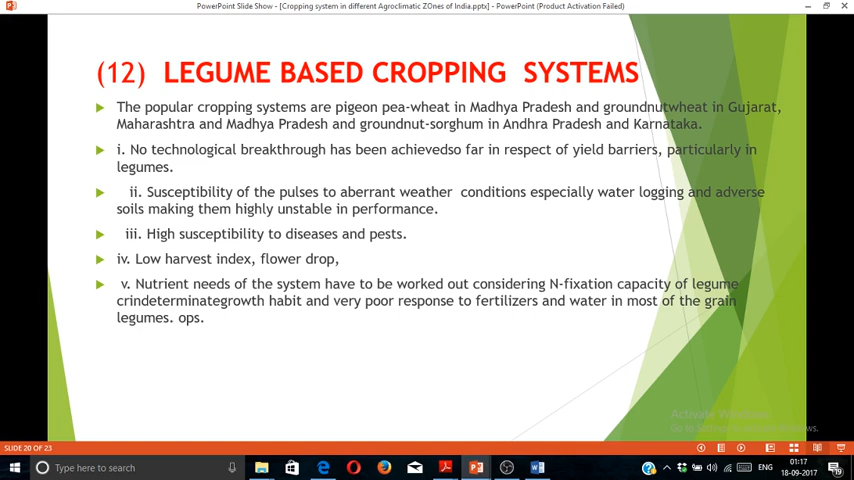 PowerPoint Slide Show - [Cropping system in different Agroclimatic ZOnes of India.pptx] - PowerPoint (Product Activation Failed)
(12) LEGUME BASED CROPPING SYSTEMS
The popular cropping systems are pigeon pea-wheat in Madhya Pradesh and groundnutwheat in Gujarat,
Maharashtra and Madhya Pradesh and groundnut-sorghum in Andhra Pradesh and Karnataka.
i. No technological breakthrough has been achievedso far in respect of yield barriers, particularly in
legumes.
ii. Susceptibility of the pulses to aberrant weather conditions especially water logging and adverse
soils making them highly unstable in performance.
iii. High susceptibility to diseases and pests.
iv. Low harvest index, flower drop,
v. Nutrient needs of the system have to be worked out considering N-fixation capacity of legume
crindeterminategrowth habit and very poor response to fertilizers and water in most of the grain
legumes. ops.
Activate Windows
Go to Settings to activate Windows.
SLIDE 20 OF 23
Type here to search
ENG
01:17
18-09-2017
19